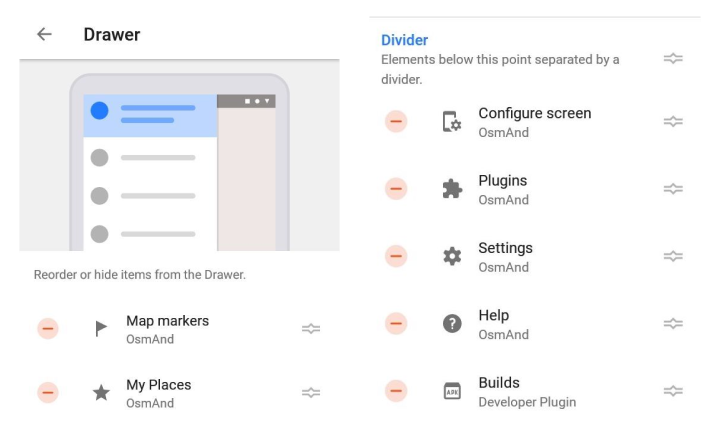 Drawer
Reorder or hide items from the Drawer.
Map markers
OsmAnd
My Places
OsmAnd
Divider
Elements below this point separated by a
divider.
Configure screen
OsmAnd
Plugins
OsmAnd
Settings
OsmAnd
Help
OsmAnd
APK
Builds
Developer Plugin